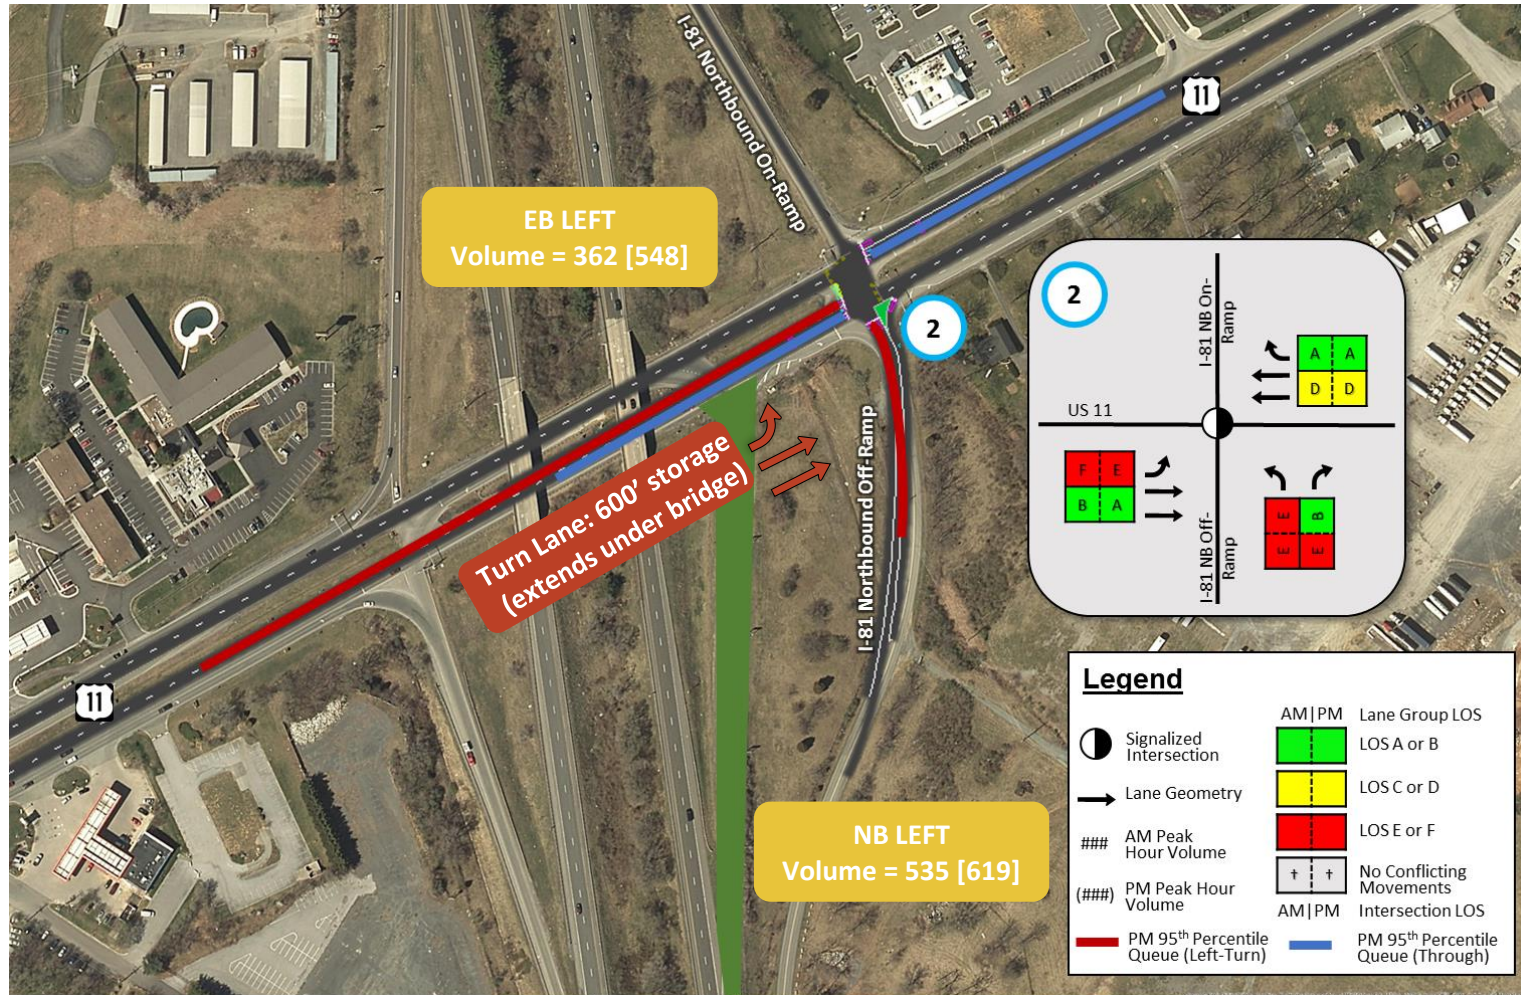 I-81 Northbound On-Ramp
11
EB LEFT
Volume = 362 [548]
2
2
I-81 NB On-
Ramp
A A
D D
US 11
F E
B A
E B
E E
I-81 NB Off-
Ramp
Turn Lane: 600’ storage
(extends under bridge)
I-81 Northbound Off-Ramp
11
NB LEFT
Volume = 535 [619]
Legend
Signalized
Intersection
Lane Geometry
### AM Peak
Hour Volume
(###) PM Peak Hour
Volume
PM 95th Percentile
Queue (Left-Turn)
AM|PM Lane Group LOS
LOS A or B
LOS C or D
LOS E or F
† † No Conflicting
Movements
AM|PM Intersection LOS
PM 95th Percentile
Queue (Through)